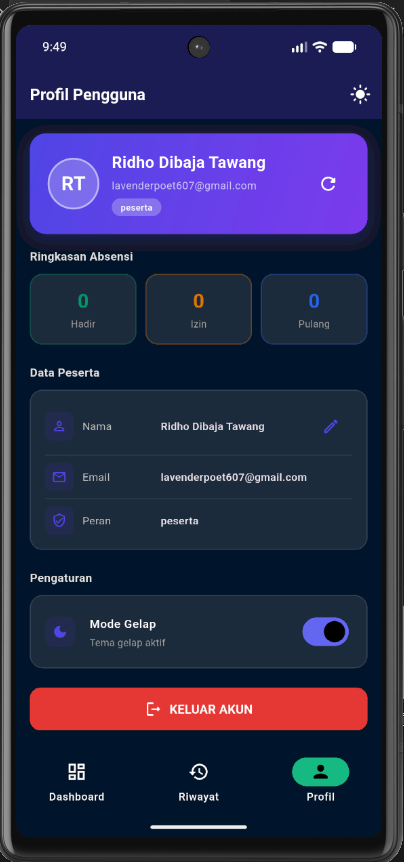 9:49
Profil Pengguna
RT
Ridho Dibaja Tawang
lavenderpoet607@gmail.com
peserta
Ringkasan Absensi
0 0 0
Hadir Izin Pulang
Data Peserta
Nama Ridho Dibaja Tawang
Email lavenderpoet607@gmail.com
Peran peserta
Pengaturan
Mode Gelap
Tema gelap aktif
KELUAR AKUN
Dashboard Riwayat Profil